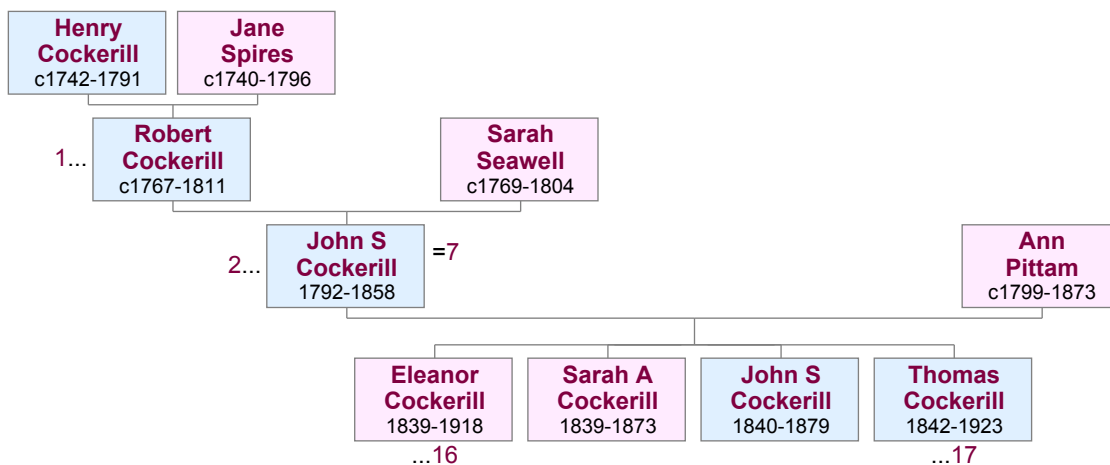 Henry
Cockerill
c1742-1791
Jane
Spires
c1740-1796
1...
Robert
Cockerill
c1767-1811
Sarah
Seawell
c1769-1804
2...
John S
Cockerill
1792-1858
=7
Ann
Pittam
c1799-1873
Eleanor
Cockerill
1839-1918
...16
Sarah A
Cockerill
1839-1873
John S
Cockerill
1840-1879
Thomas
Cockerill
1842-1923
...17